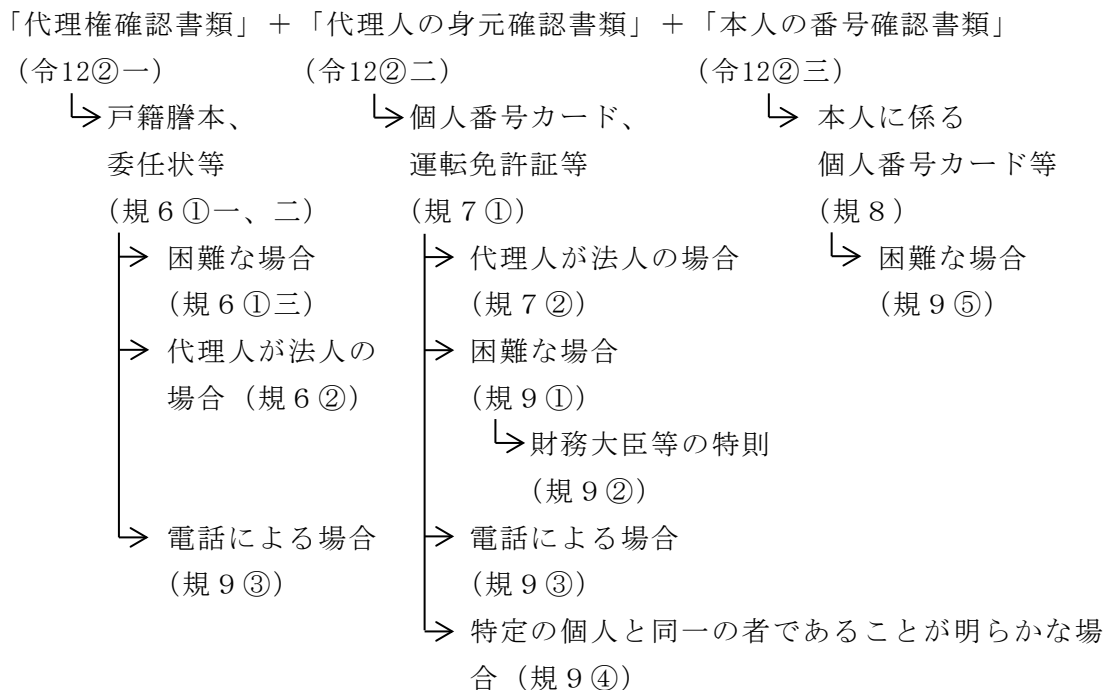 「代理権確認書類」＋「代理人の身元確認書類」＋「本人の番号確認書類」
（令12②一）　（令12②二）　（令12②三）
戸籍謄本、
委任状等
（規６①一、二）
困難な場合
（規６①三）
代理人が法人の
場合（規６②）
電話による場合
（規９③）
個人番号カード、
運転免許証等
（規７①）
代理人が法人の場合
（規７②）
困難な場合
（規９①）
財務大臣等の特則
（規９②）
電話による場合
（規９③）
特定の個人と同一の者であることが明らかな場
合（規９④）
本人に係る
個人番号カード等
（規８）
困難な場合
（規９⑤）